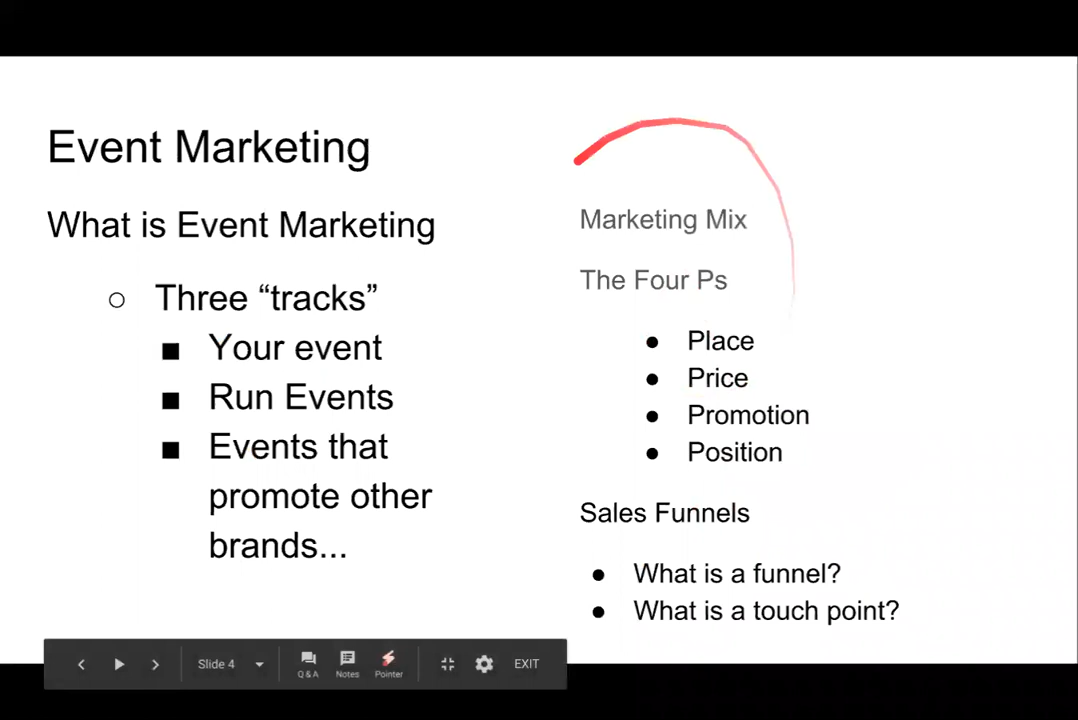 Event Marketing
What is Event Marketing
Three “tracks”
Your event
Run Events
Events that
promote other
brands...
Marketing Mix
The Four Ps
Place
Price
Promotion
Position
Sales Funnels
What is a funnel?
What is a touch point?
Slide 4
Q & A
Notes
Pointer
EXIT